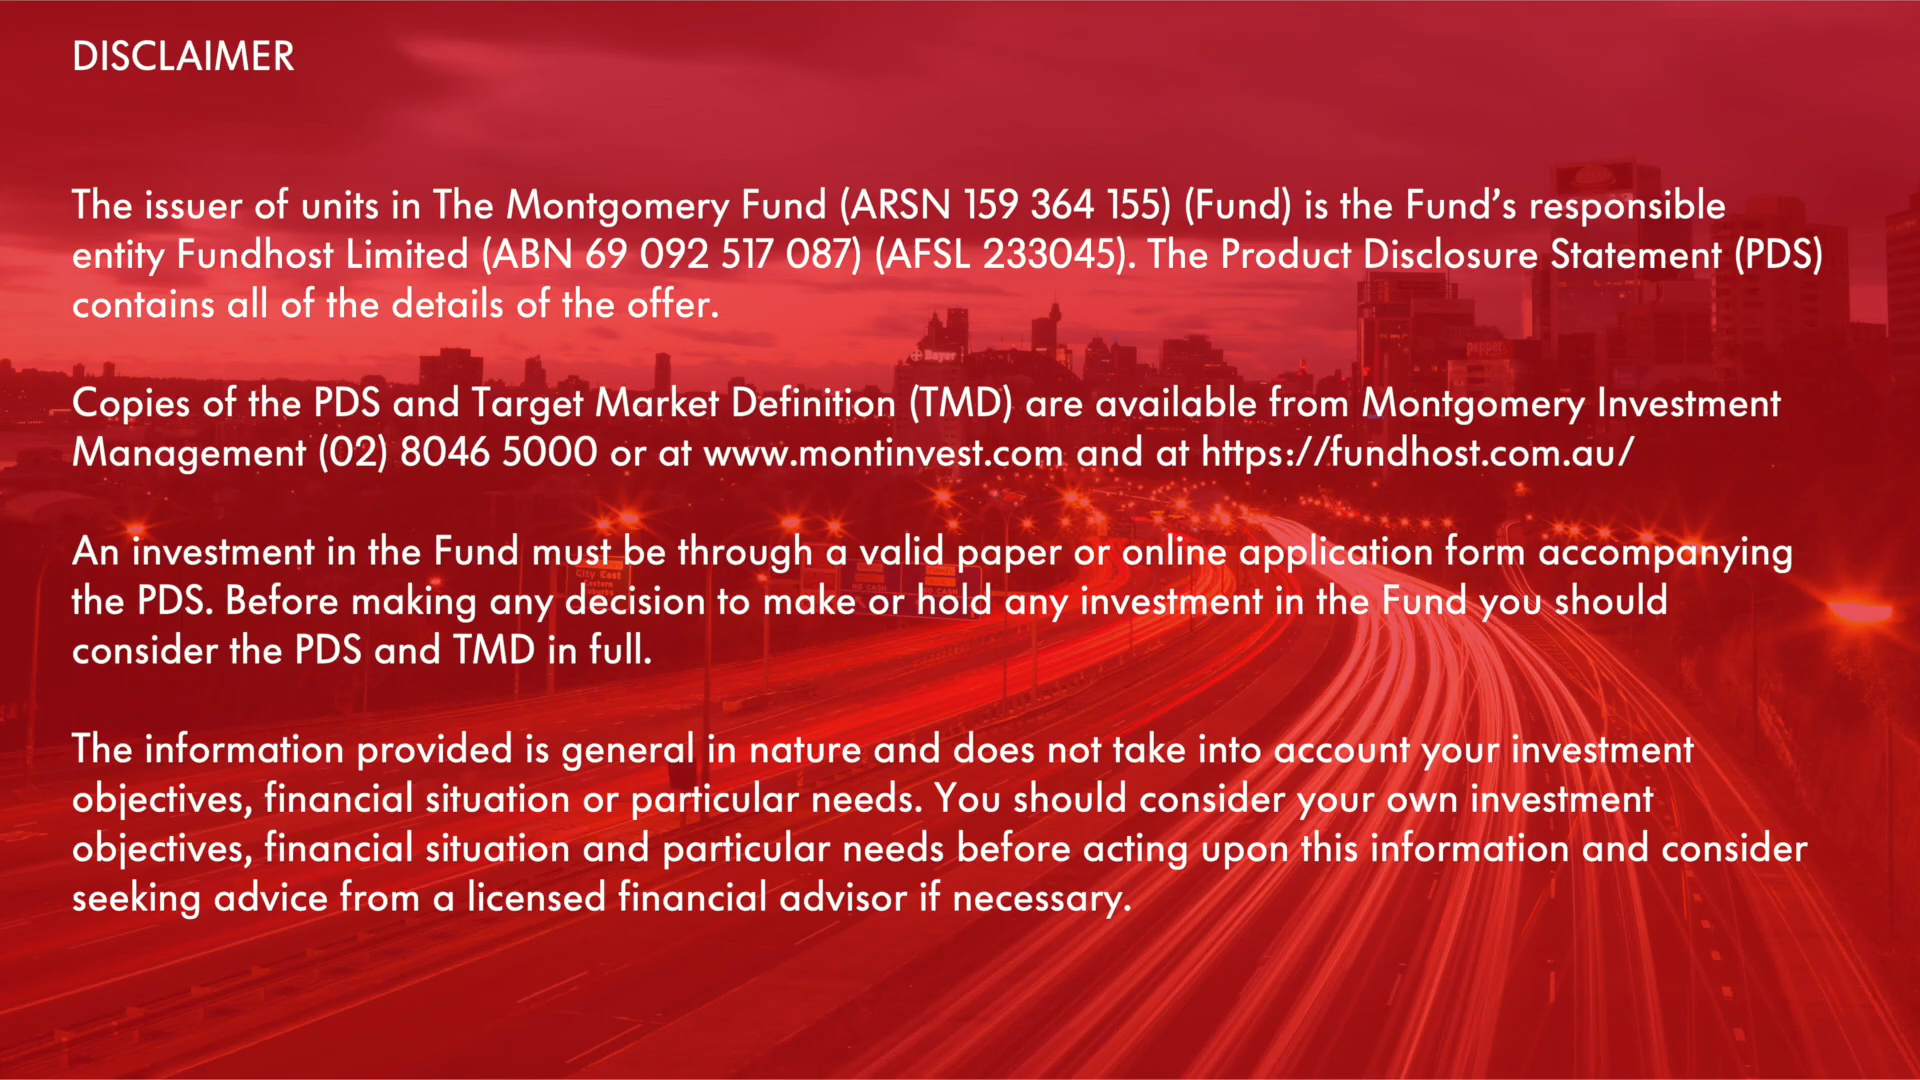 DISCLAIMER
The issuer of units in The Montgomery Fund (ARSN 159 364 155) (Fund) is the Fund’s responsible
entity Fundhost Limited (ABN 69 092 517 087) (AFSL 233045). The Product Disclosure Statement (PDS)
contains all of the details of the offer.
Bayer
pepper
Copies of the PDS and Target Market Definition (TMD) are available from Montgomery Investment
Management (02) 8046 5000 or at www.montinvest.com and at https://fundhost.com.au/
An investment in the Fund must be through a valid paper or online application form accompanying
City East
NO CASH
NO CASH
the PDS. Before making any decision to make or hold any investment in the Fund you should
consider the PDS and TMD in full.
The information provided is general in nature and does not take into account your investment
objectives, financial situation or particular needs. You should consider your own investment
objectives, financial situation and particular needs before acting upon this information and consider
seeking advice from a licensed financial advisor if necessary.